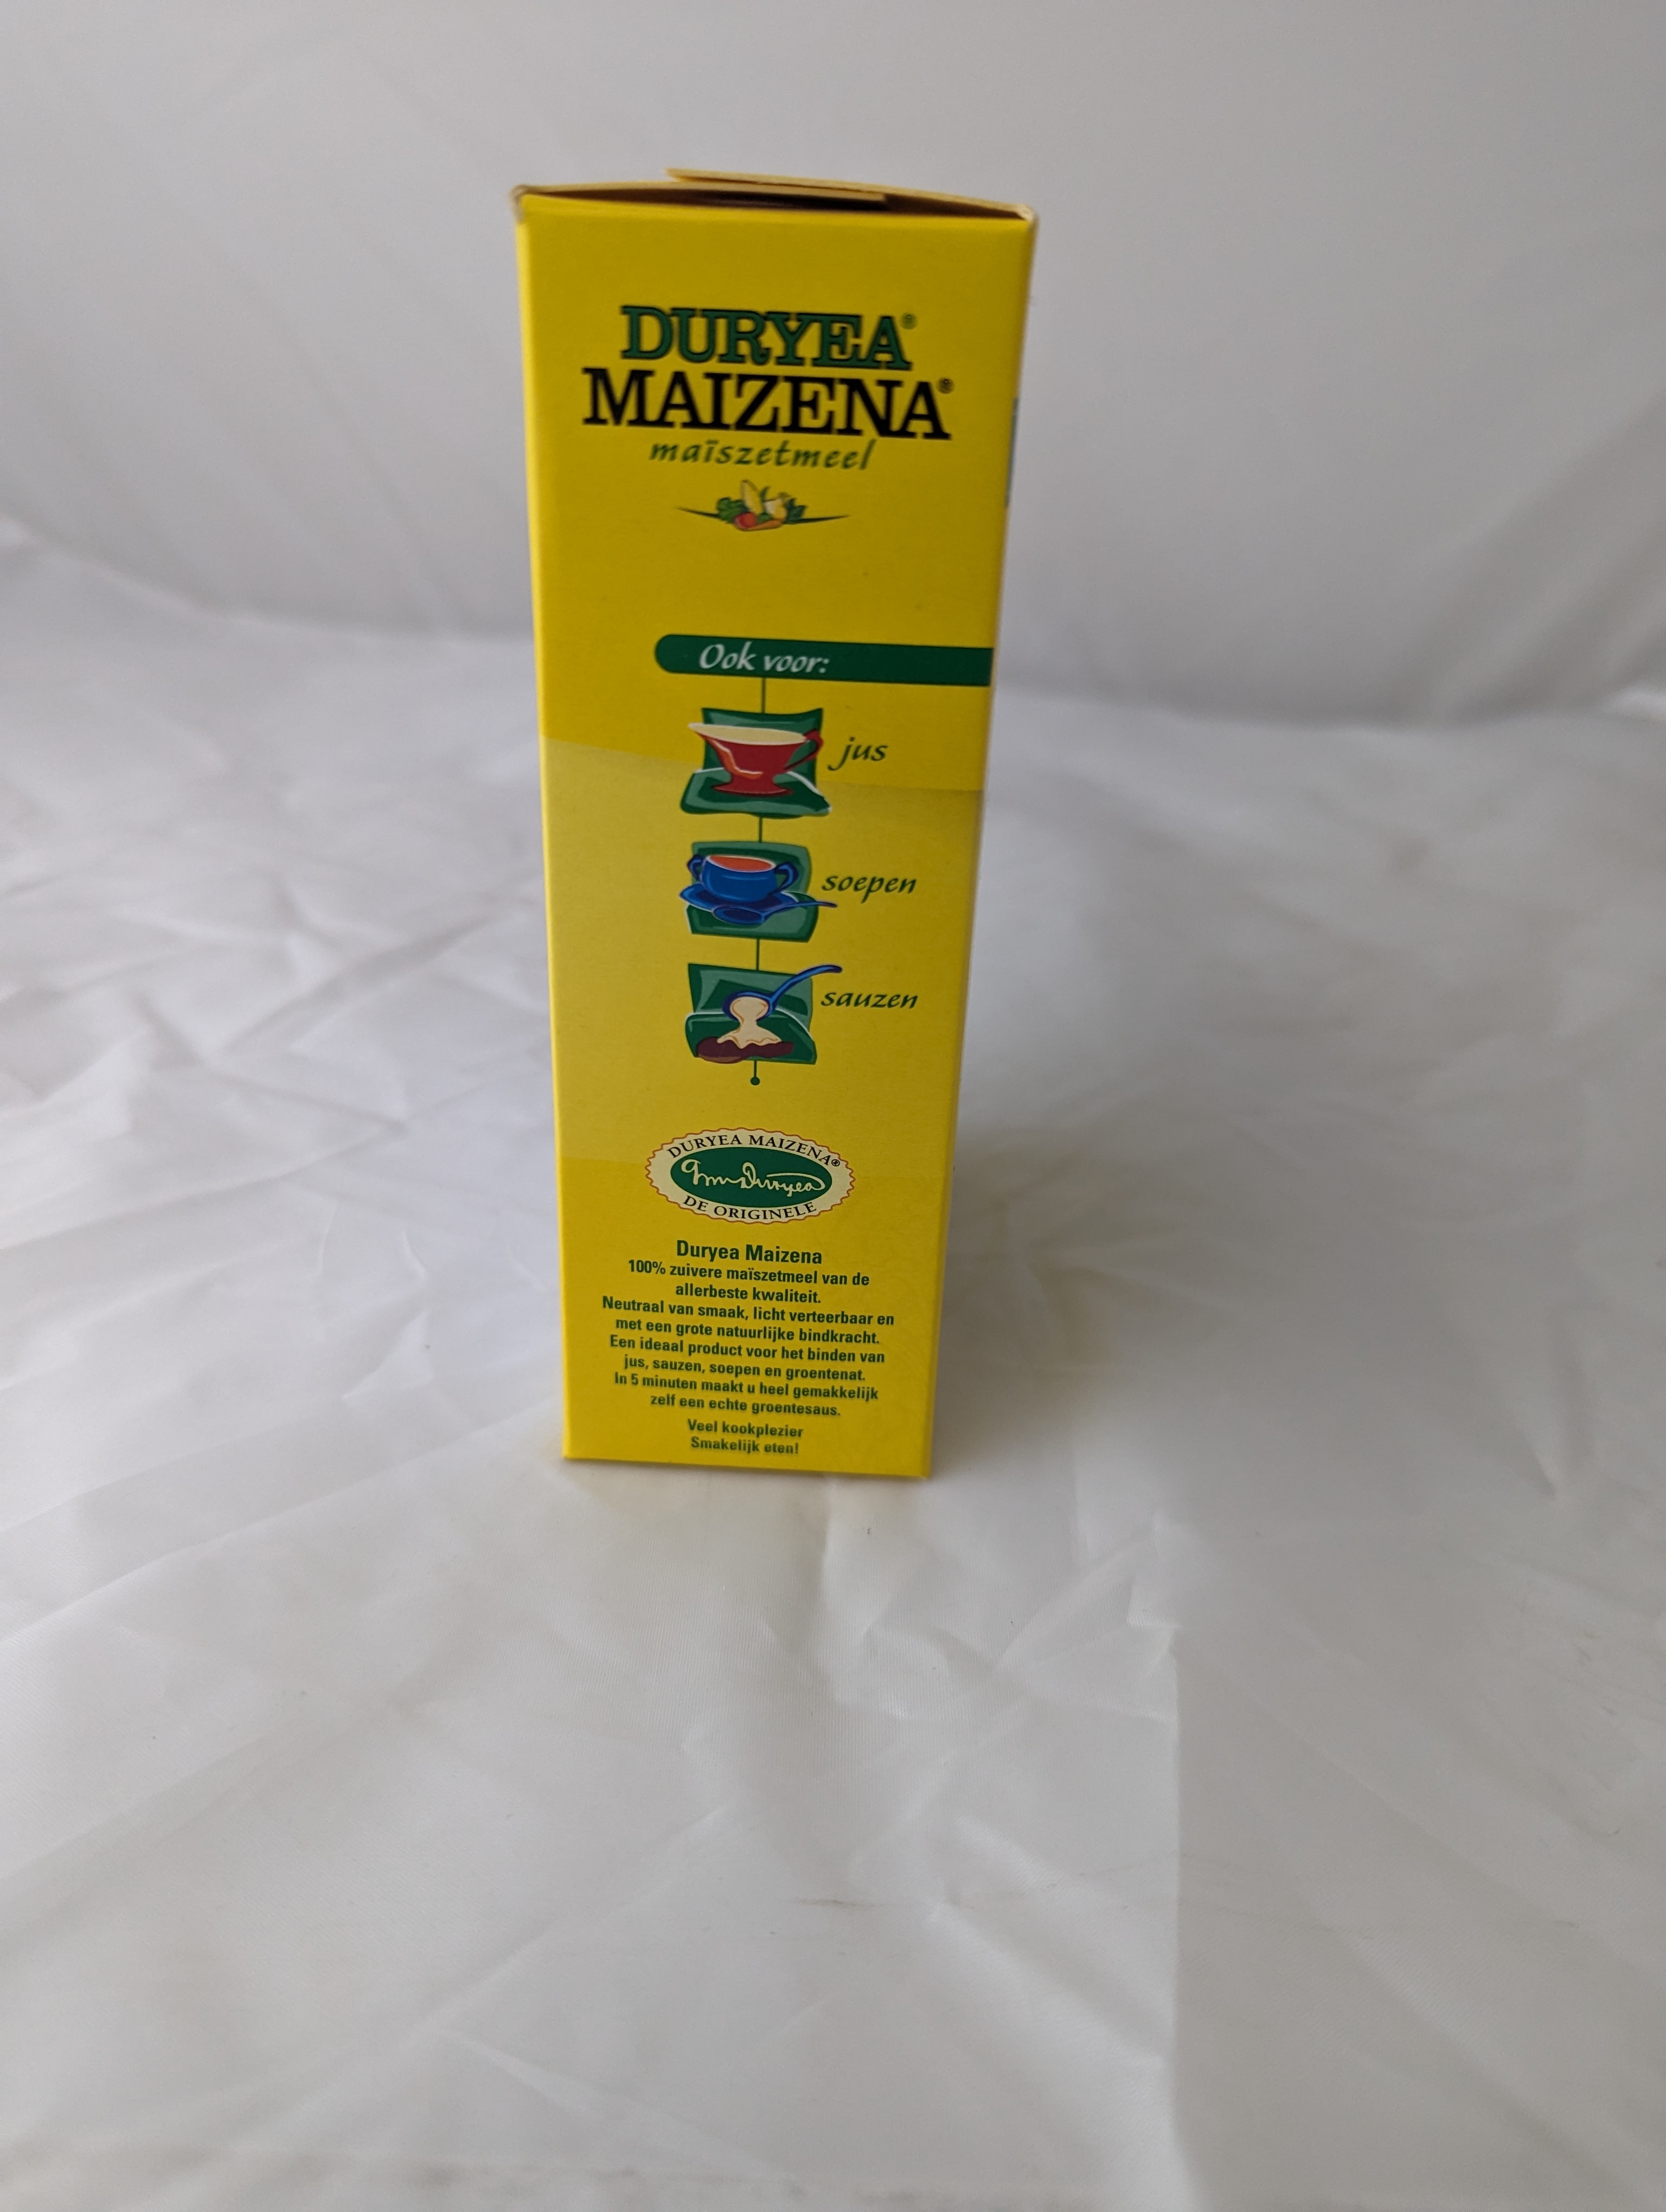 DURYEA®
MAIZENA®
maïszetmeel
Ook voor:
jus
soepen
sauzen
DURYEA MAIZENA®
Wm Duryea
DE ORIGINELE
Duryea Maizena
100% zuivere maïszetmeel van de
allerbeste kwaliteit.
Neutraal van smaak, licht verteerbaar en
met een grote natuurlijke bindkracht.
Een ideaal product voor het binden van
jus, sauzen, soepen en groentenat.
In 5 minuten maakt u heel gemakkelijk
zelf een echte groentesaus.
Veel kookplezier
Smakelijk eten!